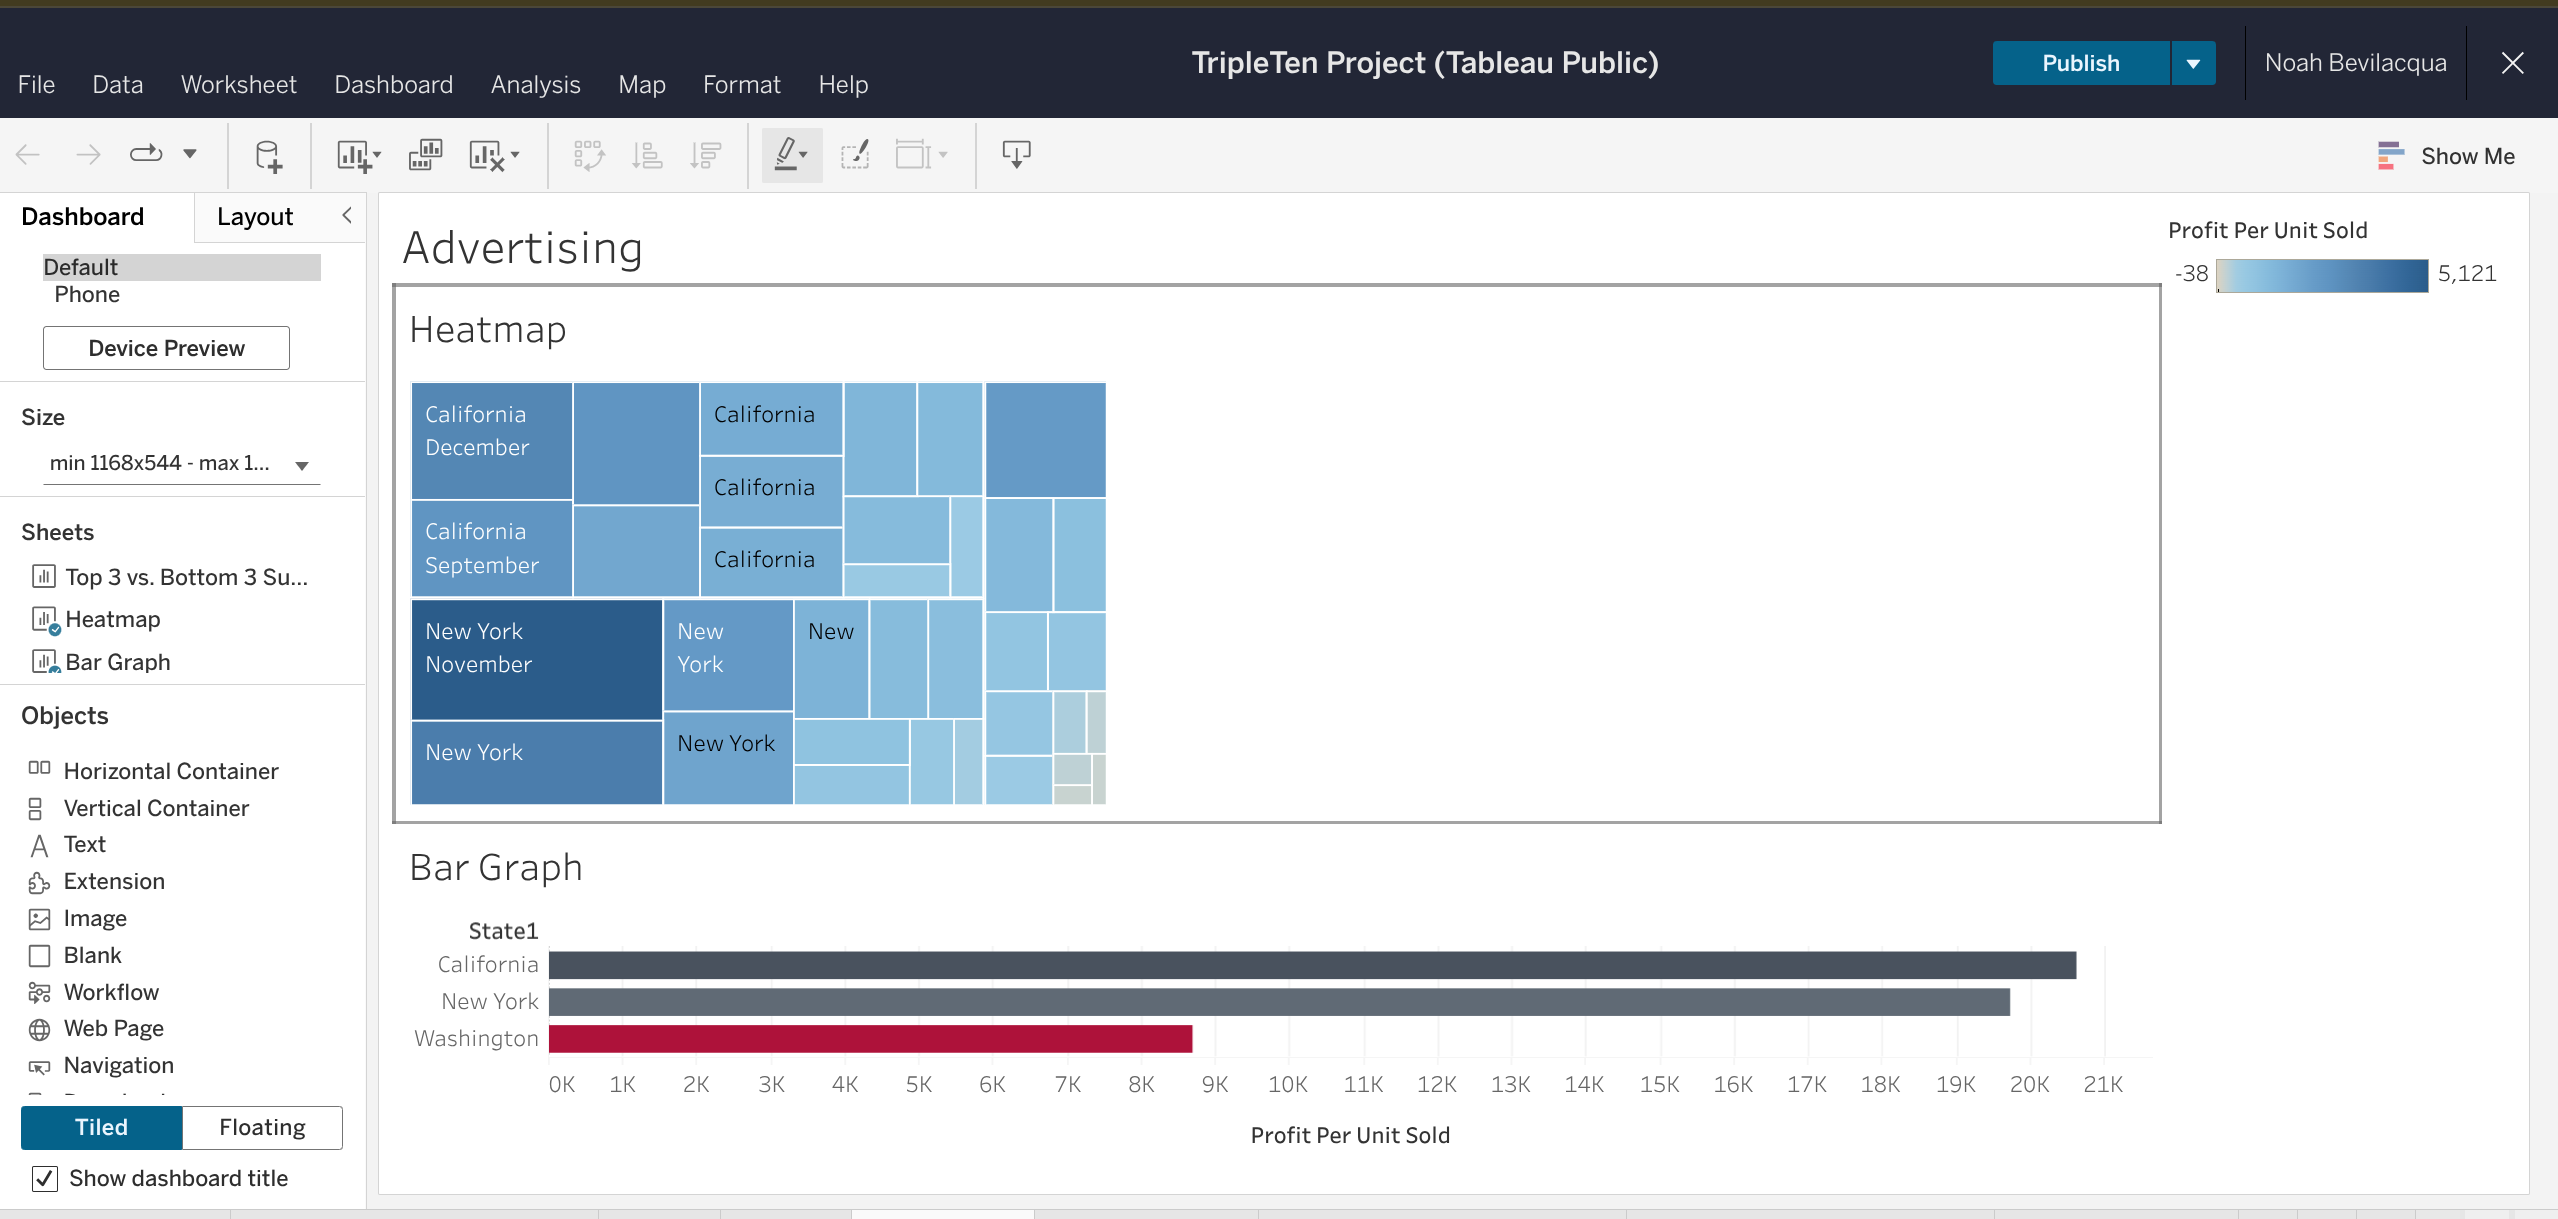 TripleTen Project (Tableau Public)
Publish
Noah Bevilacqua
File Data Worksheet Dashboard Analysis Map Format Help
Show Me
Dashboard Layout
Default
Phone
Device Preview
Size
min 1168x544 - max 1...
Sheets
Top 3 vs. Bottom 3 Su...
Heatmap
Bar Graph
Objects
Horizontal Container
Vertical Container
Text
Extension
Image
Blank
Workflow
Web Page
Navigation
Tiled Floating
Show dashboard title
Advertising
Heatmap
California
December
California
September
California
California
California
New York
November
New York
New
York
New York
New
Profit Per Unit Sold
-38 5,121
Bar Graph
State1
California
New York
Washington
0K 1K 2K 3K 4K 5K 6K 7K 8K 9K 10K 11K 12K 13K 14K 15K 16K 17K 18K 19K 20K 21K
Profit Per Unit Sold